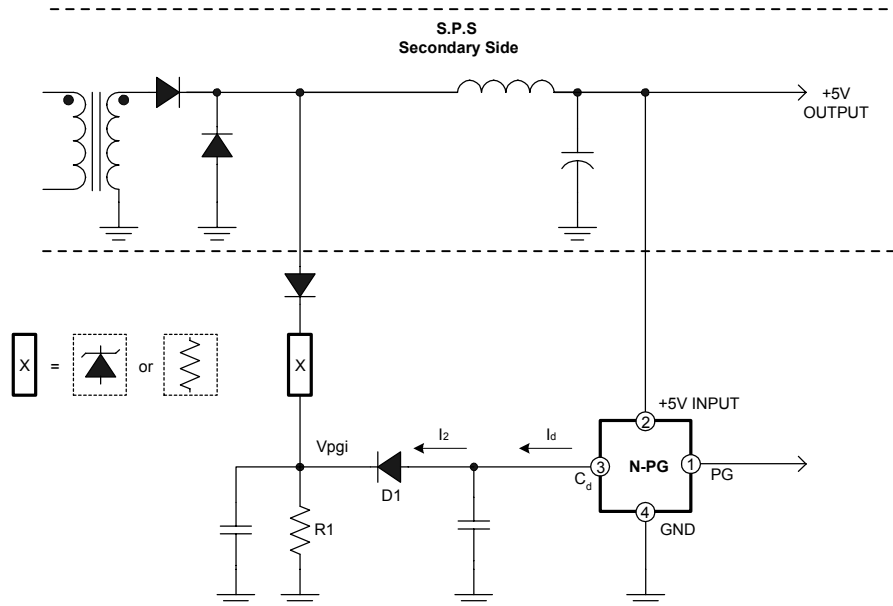 S.P.S
Secondary Side
+5V
OUTPUT
X = or
X
+5V INPUT
2
Vpgi
I2
Id
3
N-PG
1
PG
Cd
D1
4
GND
R1